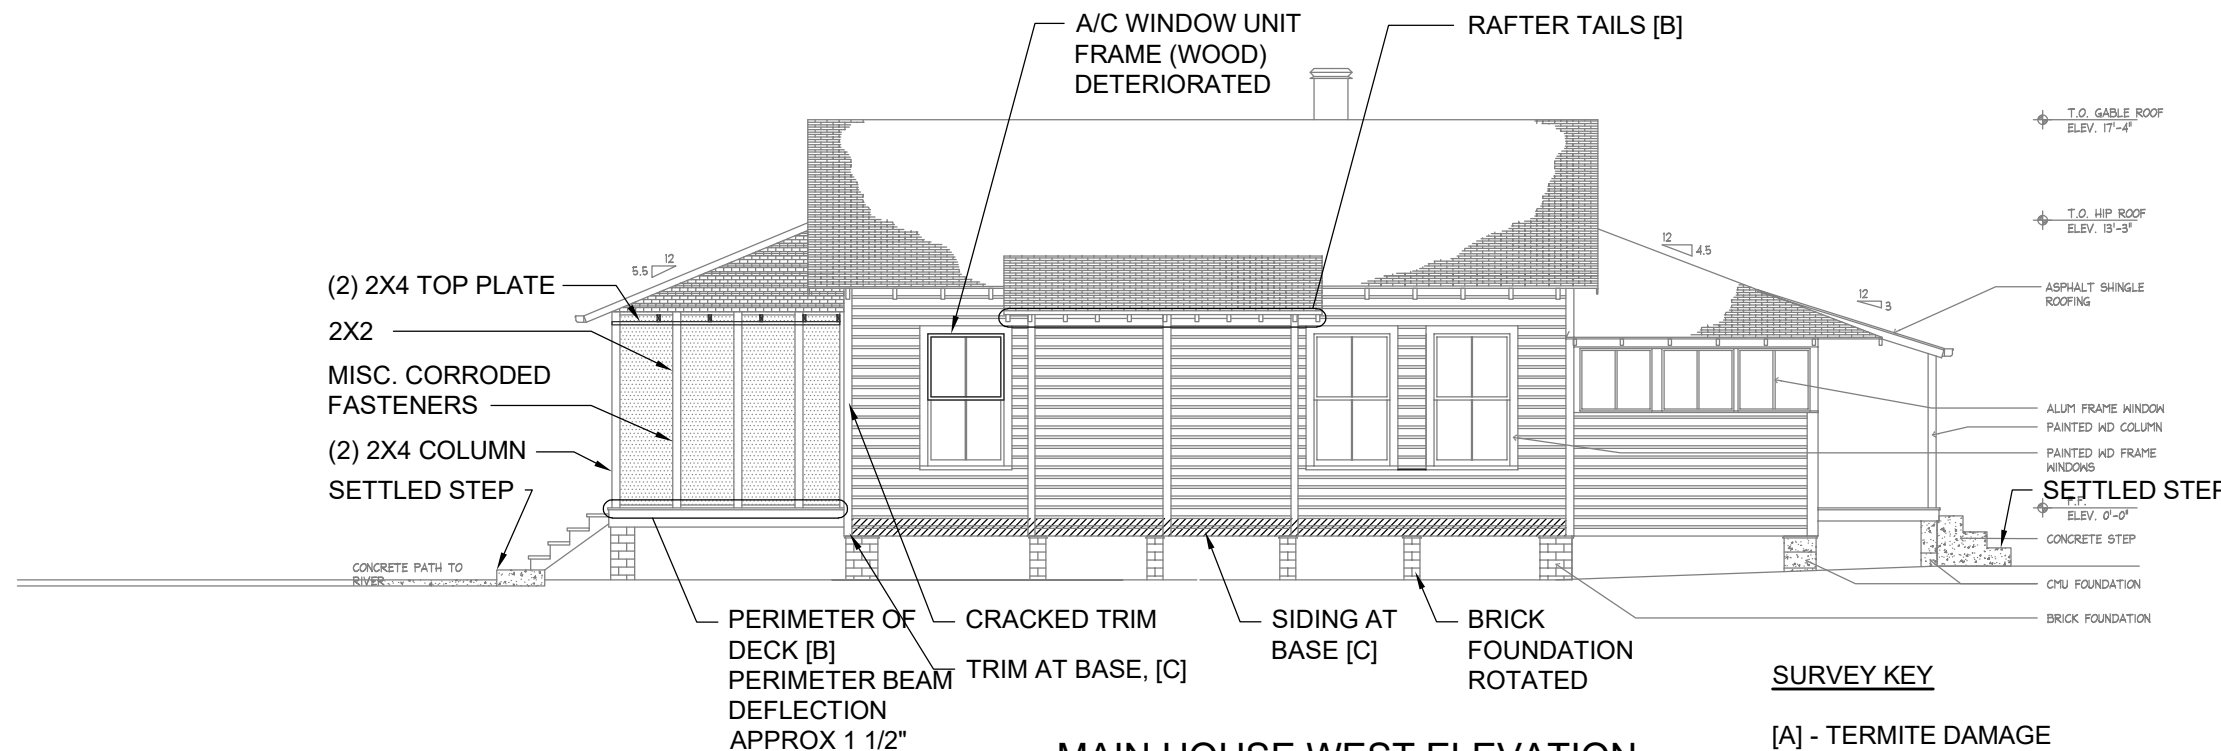 A/C WINDOW UNIT
FRAME (WOOD)
DETERIORATED
RAFTER TAILS [B]
T.O. GABLE ROOF
ELEV. 17'-4"
T.O. HIP ROOF
ELEV. 13'-3"
12
5.5
12
4.5
12
3
(2) 2X4 TOP PLATE
2X2
MISC. CORRODED
FASTENERS
(2) 2X4 COLUMN
SETTLED STEP
CONCRETE PATH TO
RIVER
ASPHALT SHINGLE
ROOFING
ALUM FRAME WINDOW
PAINTED WD COLUMN
PAINTED WD FRAME
WINDOWS
SETTLED STEP
F.F.
ELEV. 0'-0"
CONCRETE STEP
CMU FOUNDATION
BRICK FOUNDATION
PERIMETER OF
DECK [B]
PERIMETER BEAM
DEFLECTION
APPROX 1 1/2"
CRACKED TRIM
TRIM AT BASE, [C]
SIDING AT
BASE [C]
BRICK
FOUNDATION
ROTATED
SURVEY KEY
[A] - TERMITE DAMAGE
MAIN HOUSE WEST ELEVATION